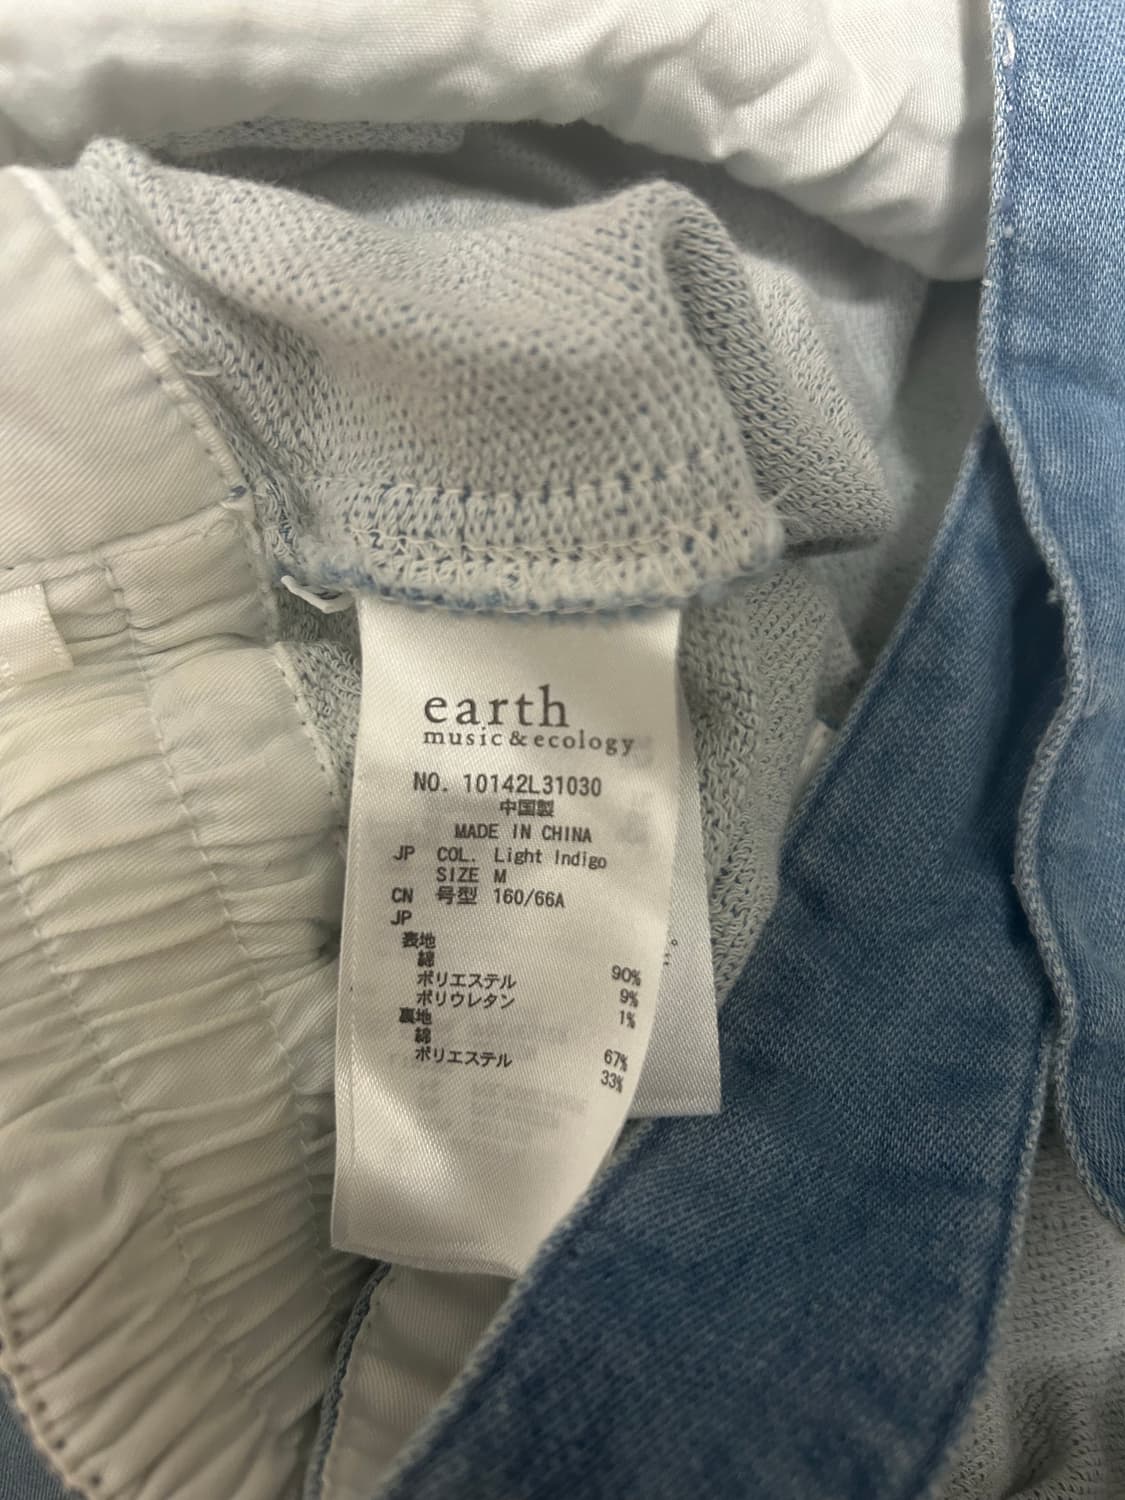 earth
music&ecology
NO. 10142L31030
中国製
MADE IN CHINA
JP COL. Light Indigo
SIZE M
CN 号型 160/66A
JP
表地
綿 90%
ポリエステル 9%
ポリウレタン 1%
裏地
綿 67%
ポリエステル 33%